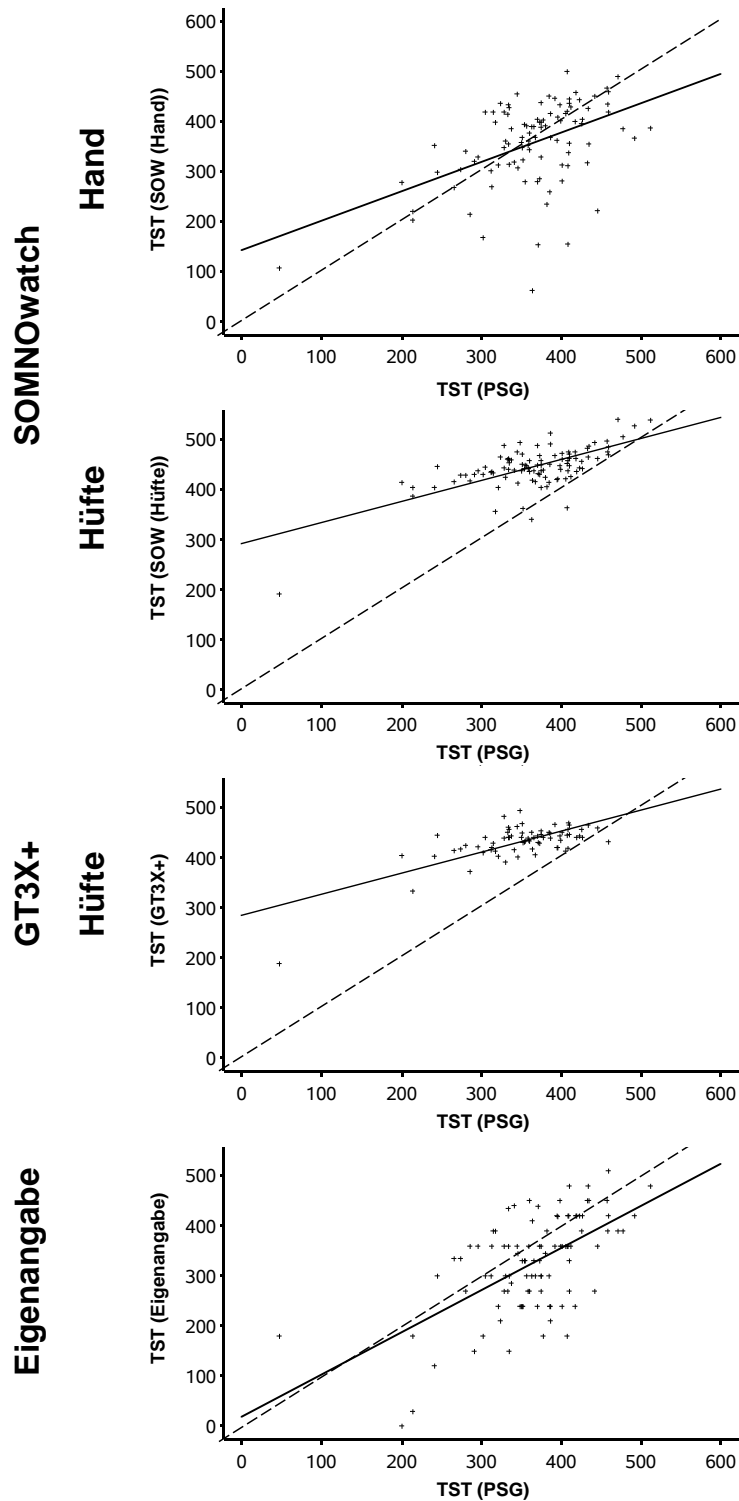 SOMNOwatch
Hand
TST (SOW (Hand))
600
500
400
300
200
100
0
0 100 200 300 400 500 600
TST (PSG)
Hüfte
TST (SOW (Hüfte))
500
400
300
200
100
0
0 100 200 300 400 500 600
TST (PSG)
GT3X+
Hüfte
TST (GT3X+)
500
400
300
200
100
0
0 100 200 300 400 500 600
TST (PSG)
Eigenangabe
TST (Eigenangabe)
500
400
300
200
100
0
0 100 200 300 400 500 600
TST (PSG)